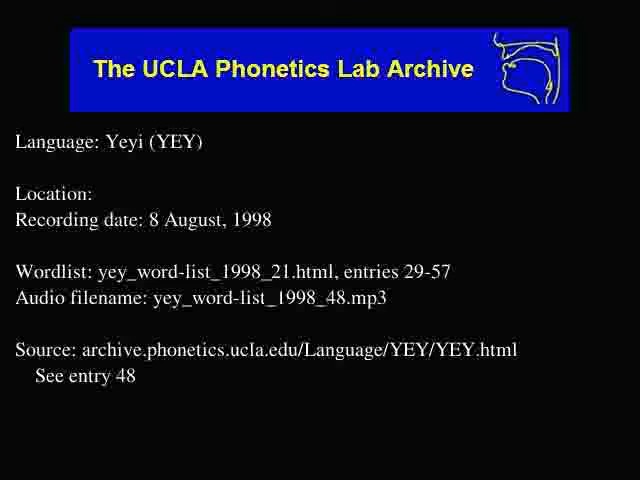 The UCLA Phonetics Lab Archive
Language: Yeyi (YEY)
Location:
Recording date: 8 August, 1998
Wordlist: yey_word-list_1998_21.html, entries 29-57
Audio filename: yey_word-list_1998_48.mp3
Source: archive.phonetics.ucla.edu/Language/YEY/YEY.html
See entry 48